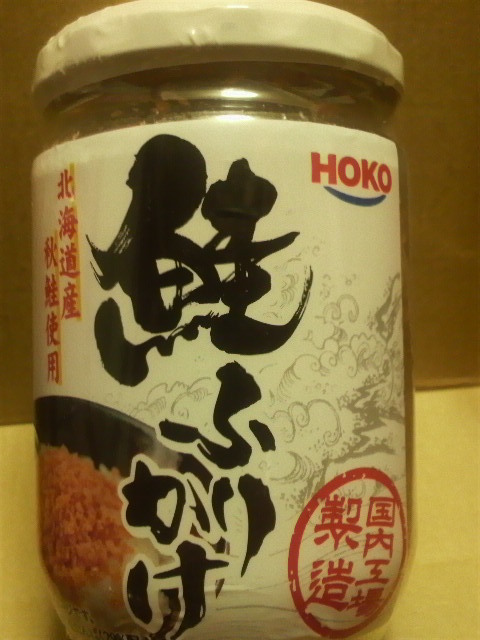 HOKO
北海道産
秋鮭使用
鮭ふりかけ
国内工場
製造